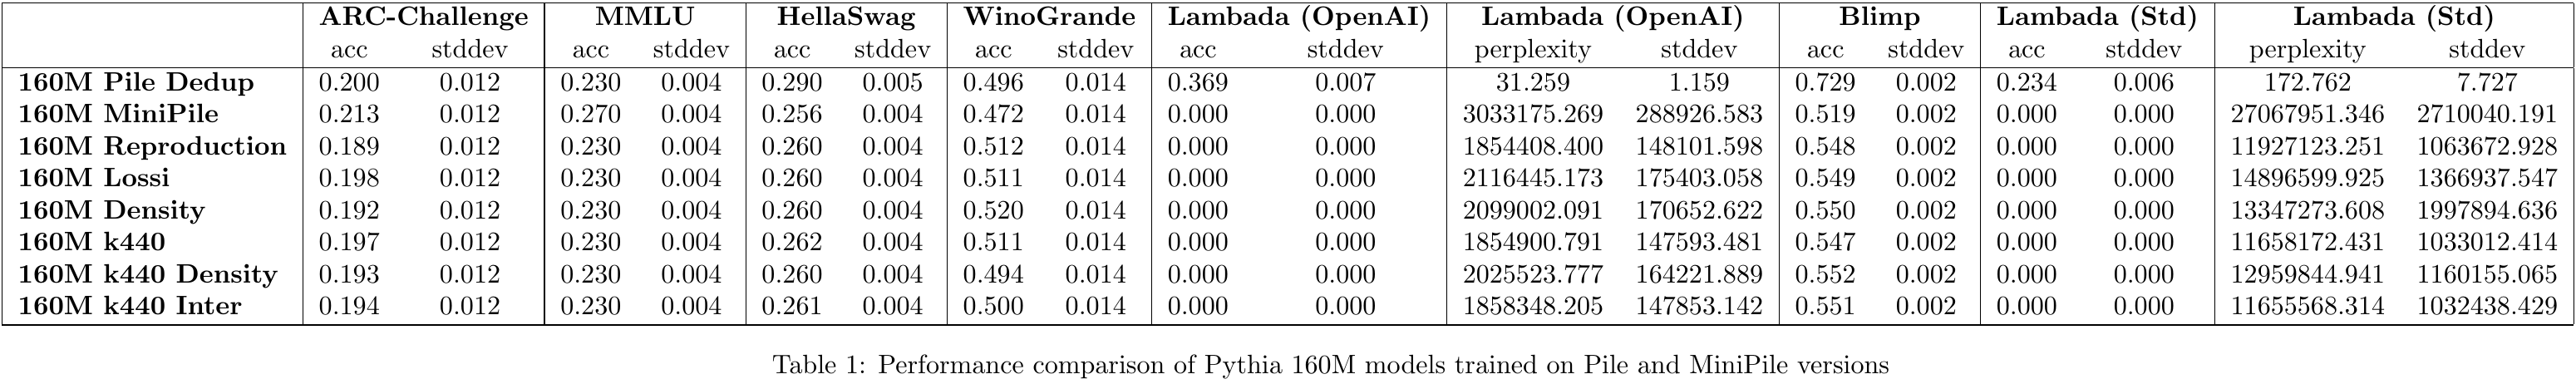 ARC-Challenge MMLU HellaSwag WinoGrande Lambada (OpenAI) Lambada (OpenAI) Blimp Lambada (Std) Lambada (Std)
acc stddev acc stddev acc stddev acc stddev acc stddev perplexity stddev acc stddev acc stddev perplexity stddev
160M Pile Dedup 0.200 0.012 0.230 0.004 0.290 0.005 0.496 0.014 0.369 0.007 31.259 1.159 0.729 0.002 0.234 0.006 172.762 7.727
160M MiniPile 0.213 0.012 0.270 0.004 0.256 0.004 0.472 0.014 0.000 0.000 3033175.269 288926.583 0.519 0.002 0.000 0.000 27067951.346 2710040.191
160M Reproduction 0.189 0.012 0.230 0.004 0.260 0.004 0.512 0.014 0.000 0.000 1854408.400 148101.598 0.548 0.002 0.000 0.000 11927123.251 1063672.928
160M Lossi 0.198 0.012 0.230 0.004 0.260 0.004 0.511 0.014 0.000 0.000 2116445.173 175403.058 0.549 0.002 0.000 0.000 14896599.925 1366937.547
160M Density 0.192 0.012 0.230 0.004 0.260 0.004 0.520 0.014 0.000 0.000 2099002.091 170652.622 0.550 0.002 0.000 0.000 13347273.608 1997894.636
160M k440 0.197 0.012 0.230 0.004 0.262 0.004 0.511 0.014 0.000 0.000 1854900.791 147593.481 0.547 0.002 0.000 0.000 11658172.431 1033012.414
160M k440 Density 0.193 0.012 0.230 0.004 0.260 0.004 0.494 0.014 0.000 0.000 2025523.777 164221.889 0.552 0.002 0.000 0.000 12959844.941 1160155.065
160M k440 Inter 0.194 0.012 0.230 0.004 0.261 0.004 0.500 0.014 0.000 0.000 1858348.205 147853.142 0.551 0.002 0.000 0.000 11655568.314 1032438.429
Table 1: Performance comparison of Pythia 160M models trained on Pile and MiniPile versions